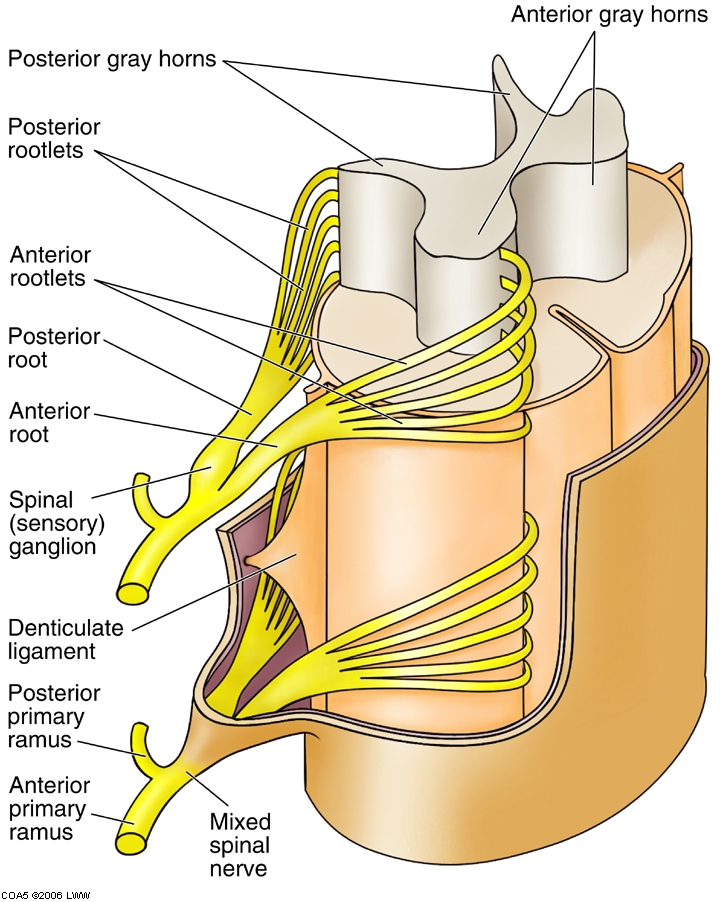 Anterior gray horns
Posterior gray horns
Posterior
rootlets
Anterior
rootlets
Posterior
root
Anterior
root
Spinal
(sensory)
ganglion
Denticulate
ligament
Posterior
primary
ramus
Anterior
primary
ramus
Mixed
spinal
nerve
COA5 ©2006 LWW